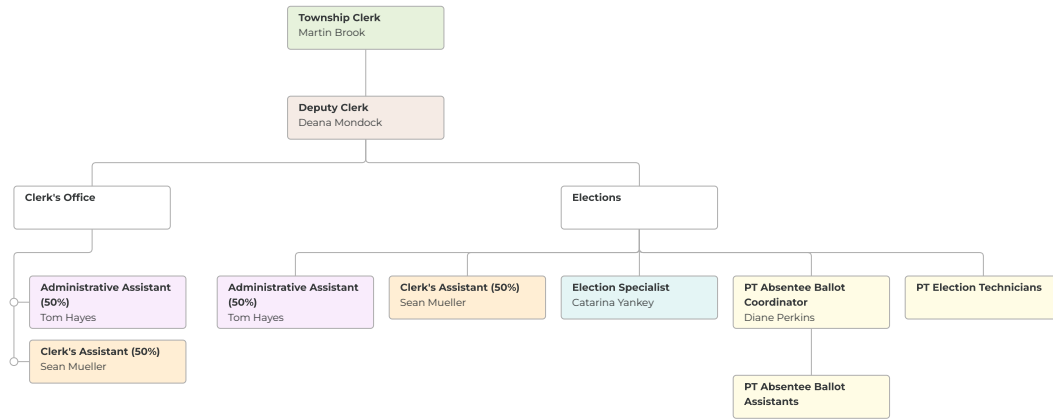 Township Clerk
Martin Brook
Deputy Clerk
Deana Mondock
Clerk's Office
Elections
Administrative Assistant
(50%)
Tom Hayes
Clerk's Assistant (50%)
Sean Mueller
Administrative Assistant
(50%)
Tom Hayes
Clerk's Assistant (50%)
Sean Mueller
Election Specialist
Catarina Yankey
PT Absentee Ballot
Coordinator
Diane Perkins
PT Absentee Ballot
Assistants
PT Election Technicians